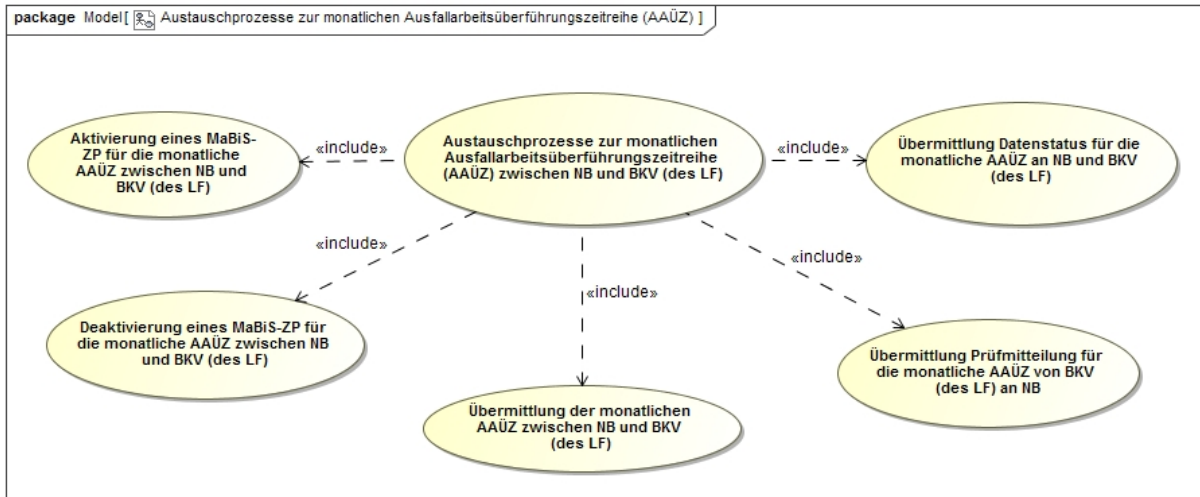 package Model[ Austauschprozesse zur monatlichen Ausfallarbeitsüberführungszeitreihe (AAÜZ) ]
Aktivierung eines MaBiS-
ZP für die monatliche
AAÜZ zwischen NB und
BKV (des LF)
«include»
Austauschprozesse zur monatlichen
Ausfallarbeitsüberführungszeitreihe
(AAÜZ) zwischen NB und BKV (des LF)
«include»
Übermittlung Datenstatus für die
monatliche AAÜZ an NB und BKV
(des LF)
«include»
«include»
«include»
Deaktivierung eines MaBiS-ZP für
die monatliche AAÜZ zwischen NB
und BKV (des LF)
Übermittlung der monatlichen
AAÜZ zwischen NB und BKV
(des LF)
Übermittlung Prüfmitteilung für
die monatliche AAÜZ von BKV
(des LF) an NB